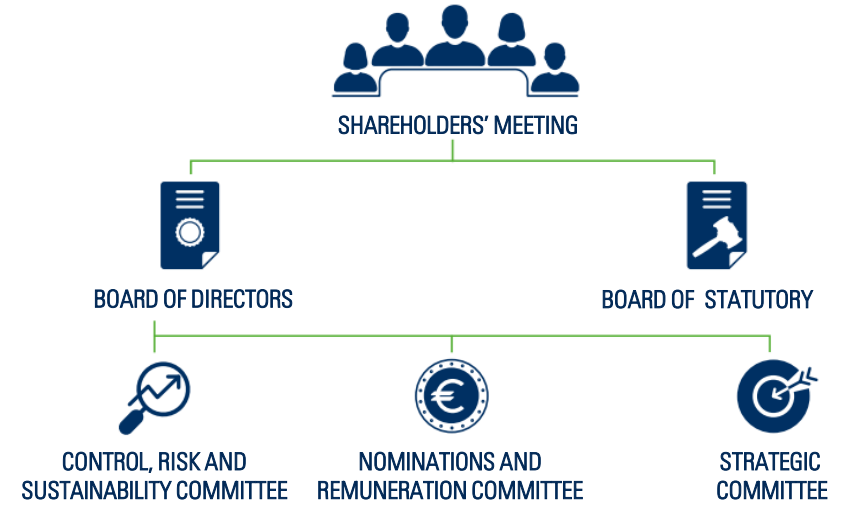 SHAREHOLDERS' MEETING
BOARD OF DIRECTORS
BOARD OF STATUTORY
CONTROL, RISK AND
SUSTAINABILITY COMMITTEE
NOMINATIONS AND
REMUNERATION COMMITTEE
STRATEGIC
COMMITTEE